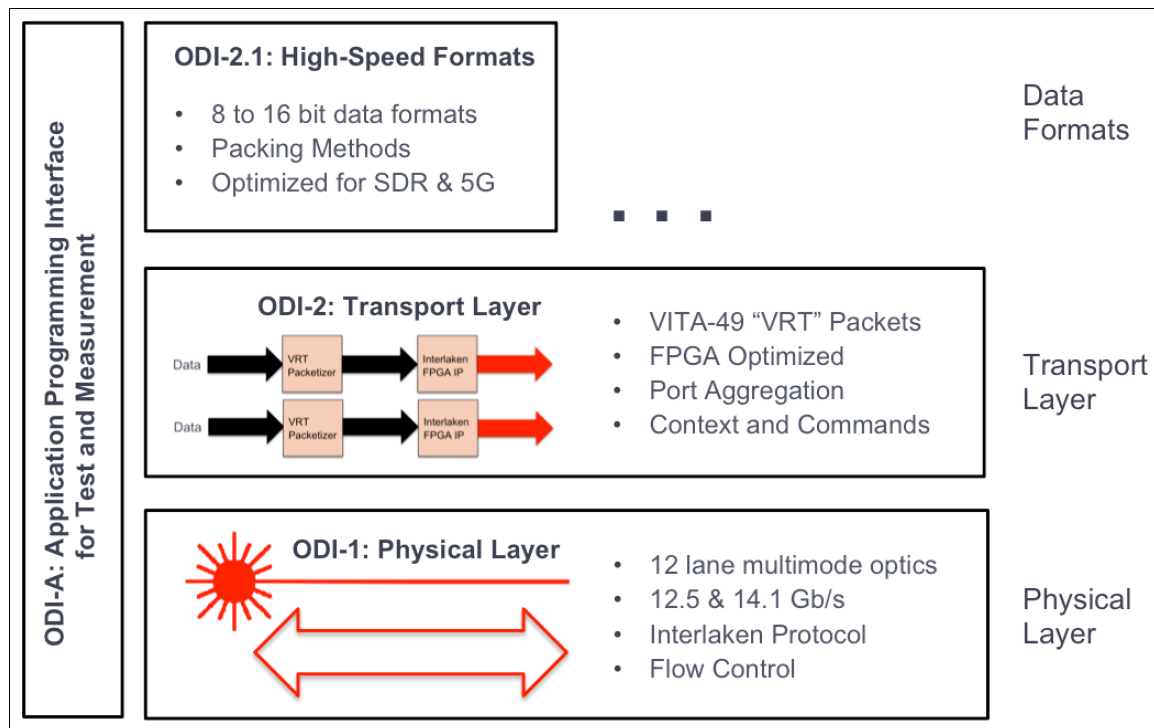 ODI-A: Application Programming Interface
for Test and Measurement
ODI-2.1: High-Speed Formats
• 8 to 16 bit data formats
• Packing Methods
• Optimized for SDR & 5G
. . .
Data
Formats
ODI-2: Transport Layer
Data
VRT
Packetizer
Interlaken
FPGA IP
Data
VRT
Packetizer
Interlaken
FPGA IP
• VITA-49 “VRT” Packets
• FPGA Optimized
• Port Aggregation
• Context and Commands
Transport
Layer
ODI-1: Physical Layer
• 12 lane multimode optics
• 12.5 & 14.1 Gb/s
• Interlaken Protocol
• Flow Control
Physical
Layer